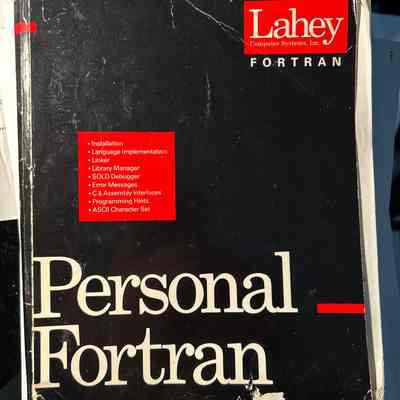 Lahey
Computer Systems, Inc.
FORTRAN
• Installation
• Language Implementation
• Linker
• Library Manager
• SOLD Debugger
• Error Messages
• C & Assembly Interfaces
• Programming Hints
• ASCII Character Set
Personal
Fortran